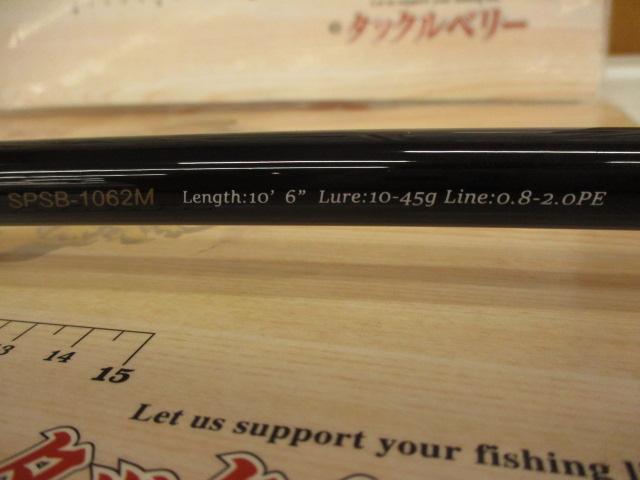 タックルベリー
SPSB-1062M Length:10' 6" Lure:10-45g Line:0.8-2.0PE
13 14 15
Let us support your fishing